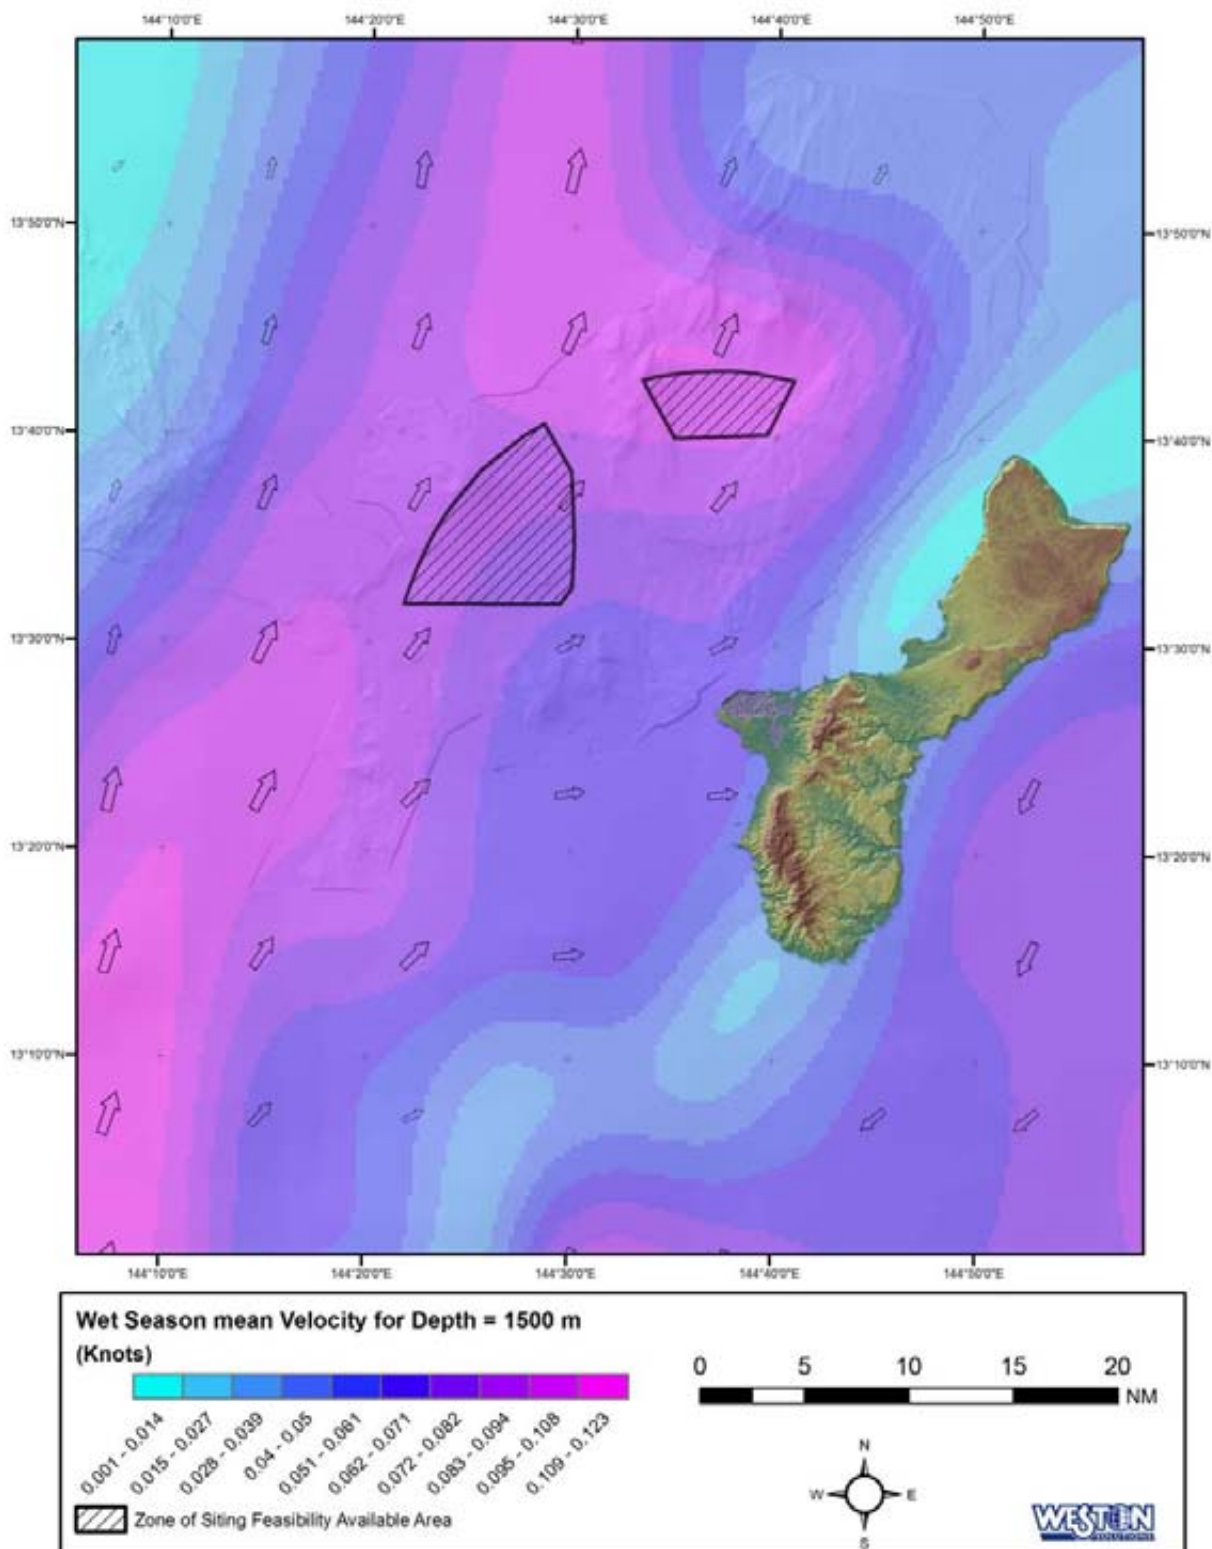 144°10'0"E 144°20'0"E 144°30'0"E 144°40'0"E 144°50'0"E
13°50'0"N 13°50'0"N
13°40'0"N 13°40'0"N
13°30'0"N 13°30'0"N
13°20'0"N 13°20'0"N
13°10'0"N 13°10'0"N
144°10'0"E 144°20'0"E 144°30'0"E 144°40'0"E 144°50'0"E
Wet Season mean Velocity for Depth = 1500 m
(Knots)
0 5 10 15 20
NM
0.001 - 0.014
0.015 - 0.027
0.028 - 0.039
0.04 - 0.05
0.051 - 0.061
0.062 - 0.071
0.072 - 0.082
0.083 - 0.094
0.095 - 0.108
0.109 - 0.123
Zone of Siting Feasibility Available Area
N
W E
S
WESTON
SOLUTIONS